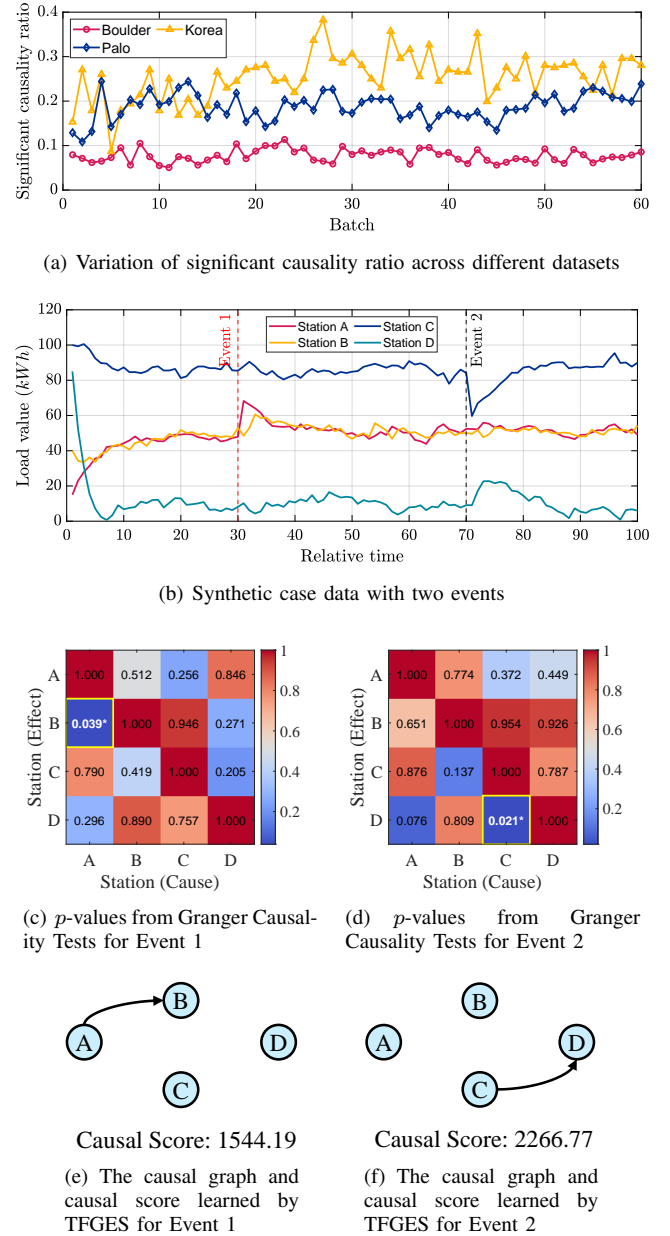 Significant causality ratio
0.4
0.3
0.2
0.1
0
Boulder
Korea
Palo
0 10 20 30 40 50 60
Batch
(a) Variation of significant causality ratio across different datasets
Load value (kWh)
120
100
80
60
40
20
0
Event 1
Station A
Station C
Station B
Station D
Event 2
0 10 20 30 40 50 60 70 80 90 100
Relative time
(b) Synthetic case data with two events
Station (Effect)
A 1.000 0.512 0.256 0.846
B 0.039* 1.000 0.946 0.271
C 0.790 0.419 1.000 0.205
D 0.296 0.890 0.757 1.000
A B C D
Station (Cause)
1
0.8
0.6
0.4
0.2
(c) p-values from Granger Causal-
ity Tests for Event 1
Station (Effect)
A 1.000 0.774 0.372 0.449
B 0.651 1.000 0.954 0.926
C 0.876 0.137 1.000 0.787
D 0.076 0.809 0.021* 1.000
A B C D
Station (Cause)
1
0.8
0.6
0.4
0.2
(d) p-values from Granger
Causality Tests for Event 2
B
A
D
C
Causal Score: 1544.19
(e) The causal graph and
causal score learned by
TFGES for Event 1
B
A
D
C
Causal Score: 2266.77
(f) The causal graph and
causal score learned by
TFGES for Event 2